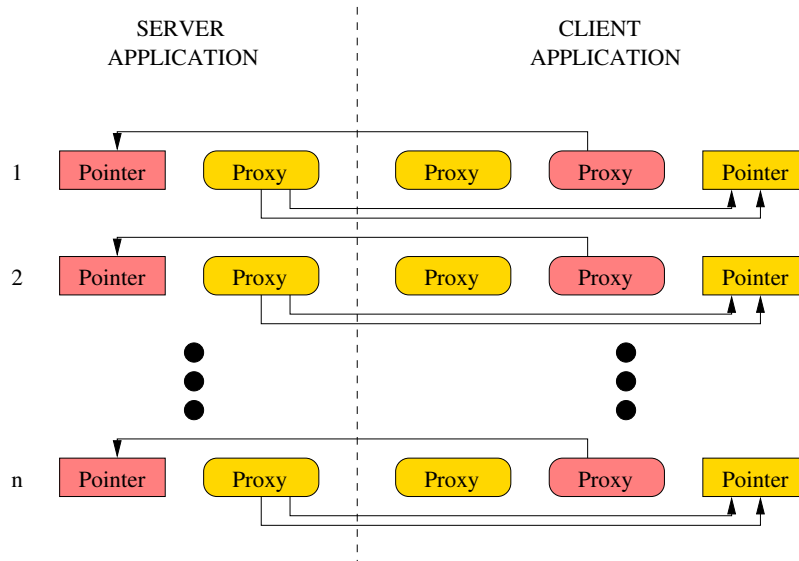 SERVER
APPLICATION
CLIENT
APPLICATION
1 Pointer Proxy Proxy Proxy Pointer
2 Pointer Proxy Proxy Proxy Pointer
n Pointer Proxy Proxy Proxy Pointer